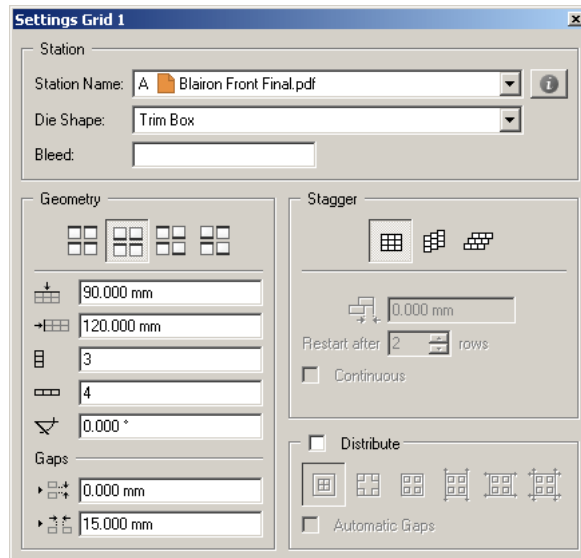 Settings Grid 1
Station
Station Name: A Blairon Front Final.pdf
Die Shape: Trim Box
Bleed:
Geometry
90.000 mm
120.000 mm
3
4
0.000 °
Gaps
0.000 mm
15.000 mm
Stagger
0.000 mm
Restart after 2 rows
Continuous
Distribute
Automatic Gaps